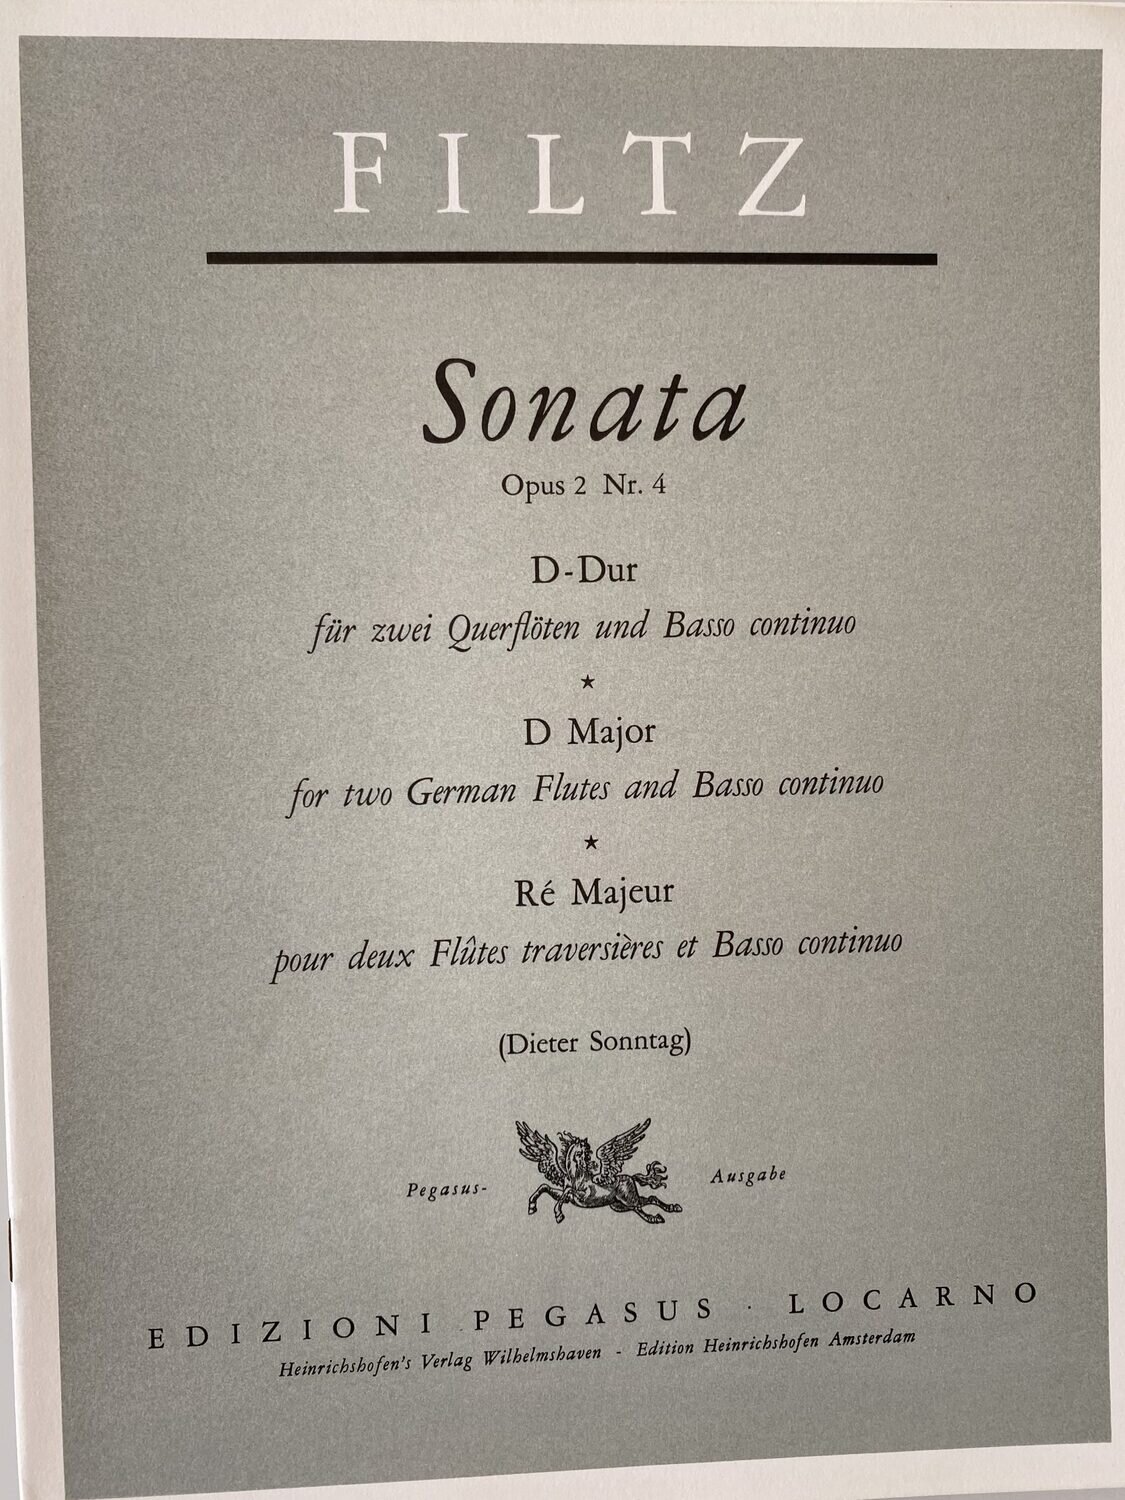 FILTZ
Sonata
Opus 2 Nr. 4
D-Dur
für zwei Querflöten und Basso continuo
★
D Major
for two German Flutes and Basso continuo
★
Ré Majeur
pour deux Flûtes traversières et Basso continuo
(Dieter Sonntag)
Pegasus- Ausgabe
EDIZIONI PEGASUS · LOCARNO
Heinrichshofen's Verlag Wilhelmshaven - Edition Heinrichshofen Amsterdam